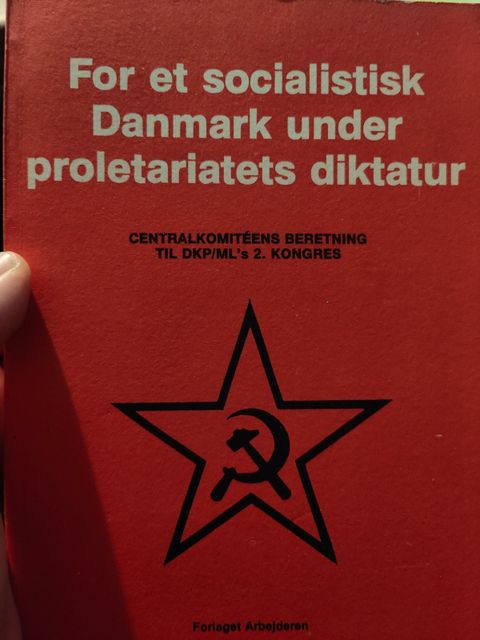 For et socialistisk
Danmark under
proletariatets diktatur
CENTRALKOMITÉENS BERETNING
TIL DKP/ML's 2. KONGRES
Forlaget Arbejderen